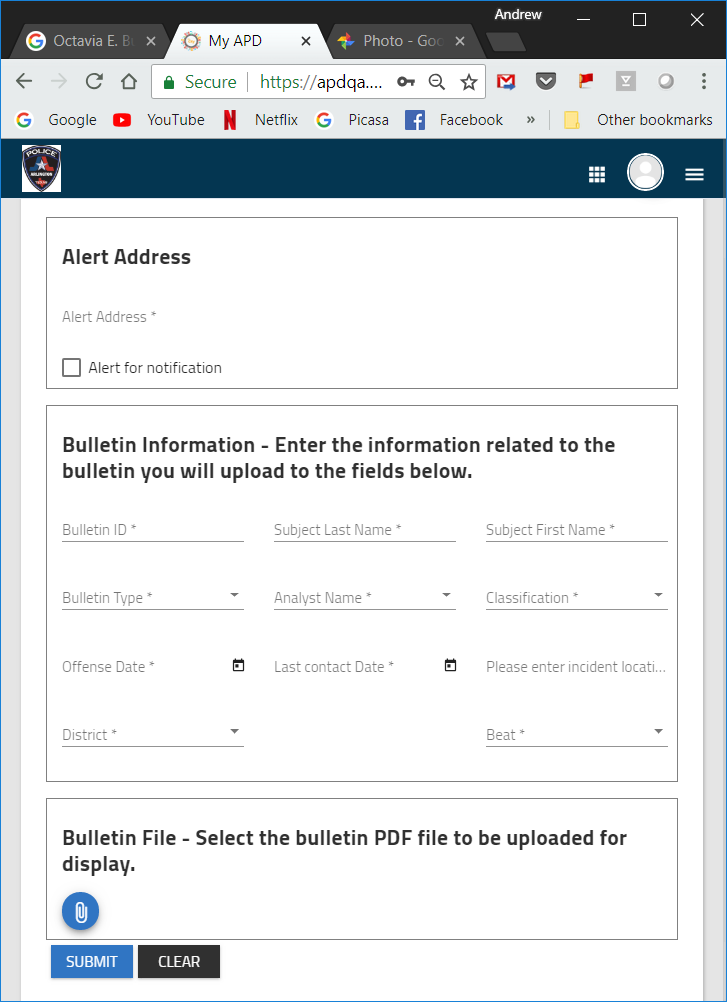 Andrew
Octavia E. B
My APD
Photo - Goo
Secure
https://apdqa....
Google
YouTube
Netflix
Picasa
Facebook
»
Other bookmarks
POLICE
ARLINGTON
Alert Address
Alert Address *
Alert for notification
Bulletin Information - Enter the information related to the
bulletin you will upload to the fields below.
Bulletin ID * Subject Last Name * Subject First Name *
Bulletin Type * Analyst Name * Classification *
Offense Date * Last contact Date * Please enter incident locati...
District * Beat *
Bulletin File - Select the bulletin PDF file to be uploaded for
display.
SUBMIT CLEAR